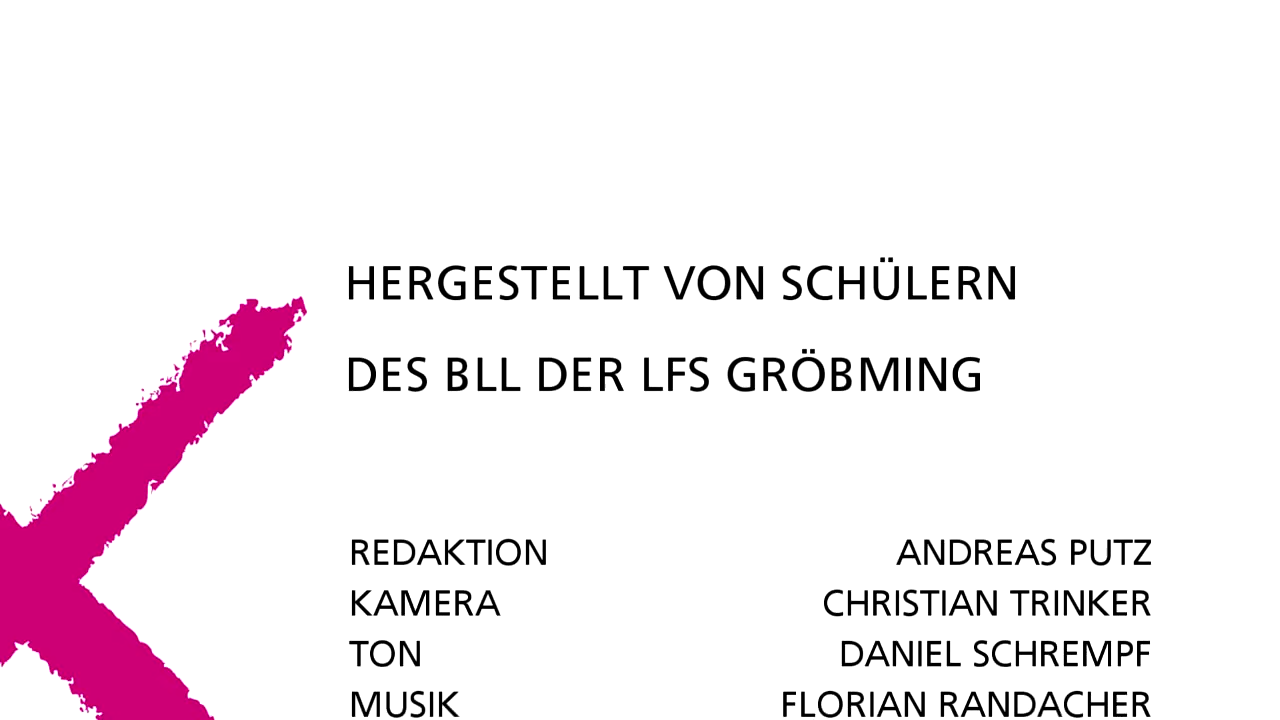 HERGESTELLT VON SCHÜLERN
DES BLL DER LFS GRÖBMING
REDAKTION ANDREAS PUTZ
KAMERA CHRISTIAN TRINKER
TON DANIEL SCHREMPF
MUSIK FLORIAN RANDACHER